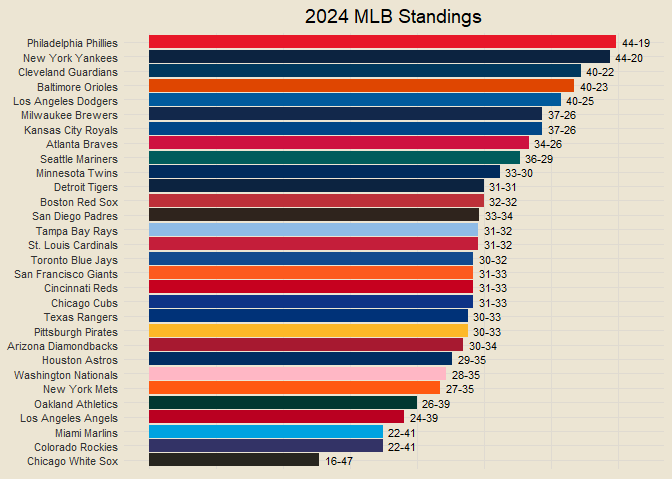 2024 MLB Standings
Philadelphia Phillies 44-19
New York Yankees 44-20
Cleveland Guardians 40-22
Baltimore Orioles 40-23
Los Angeles Dodgers 40-25
Milwaukee Brewers 37-26
Kansas City Royals 37-26
Atlanta Braves 34-26
Seattle Mariners 36-29
Minnesota Twins 33-30
Detroit Tigers 31-31
Boston Red Sox 32-32
San Diego Padres 33-34
Tampa Bay Rays 31-32
St. Louis Cardinals 31-32
Toronto Blue Jays 30-32
San Francisco Giants 31-33
Cincinnati Reds 31-33
Chicago Cubs 31-33
Texas Rangers 30-33
Pittsburgh Pirates 30-33
Arizona Diamondbacks 30-34
Houston Astros 29-35
Washington Nationals 28-35
New York Mets 27-35
Oakland Athletics 26-39
Los Angeles Angels 24-39
Miami Marlins 22-41
Colorado Rockies 22-41
Chicago White Sox 16-47